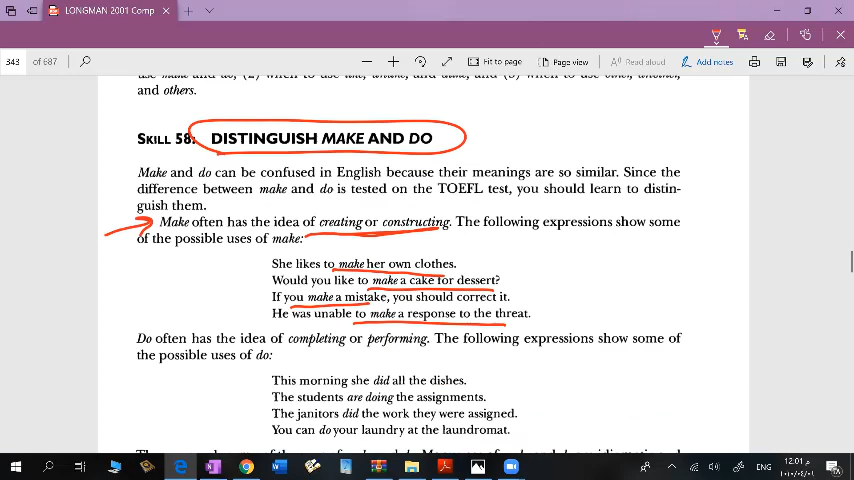 LONGMAN 2001 Comp
343 of 687
Fit to page
Page view
Read aloud
Add notes
and others.
SKILL 58: DISTINGUISH MAKE AND DO
Make and do can be confused in English because their meanings are so similar. Since the
difference between make and do is tested on the TOEFL test, you should learn to distin-
guish them.
Make often has the idea of creating or constructing. The following expressions show some
of the possible uses of make:
She likes to make her own clothes.
Would you like to make a cake for dessert?
If you make a mistake, you should correct it.
He was unable to make a response to the threat.
Do often has the idea of completing or performing. The following expressions show some of
the possible uses of do:
This morning she did all the dishes.
The students are doing the assignments.
The janitors did the work they were assigned.
You can do your laundry at the laundromat.
ENG
12:01 م